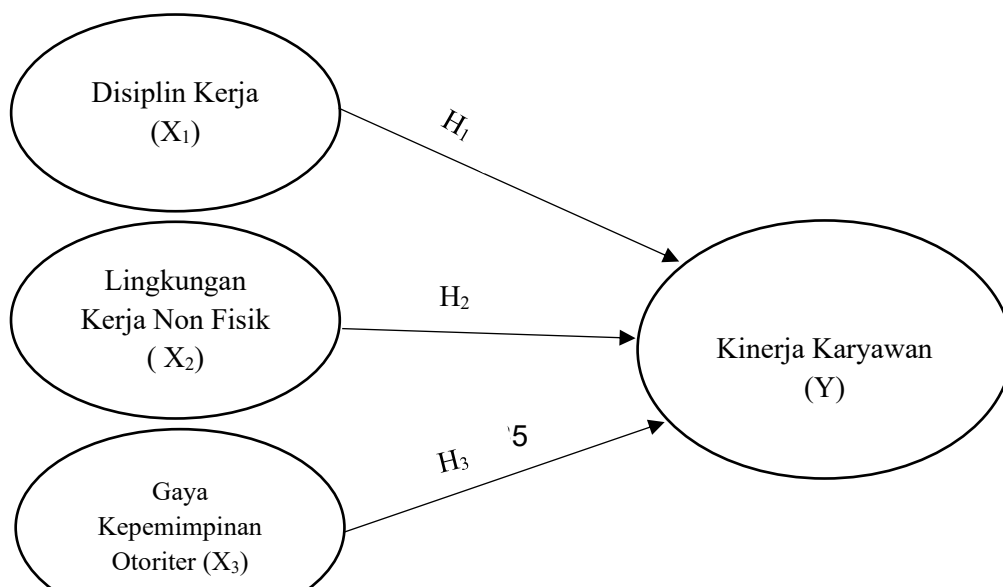 Disiplin Kerja
(X₁)
H₁
Lingkungan
Kerja Non Fisik
( X₂)
H₂
Kinerja Karyawan
(Y)
H₃
5
Gaya
Kepemimpinan
Otoriter (X₃)